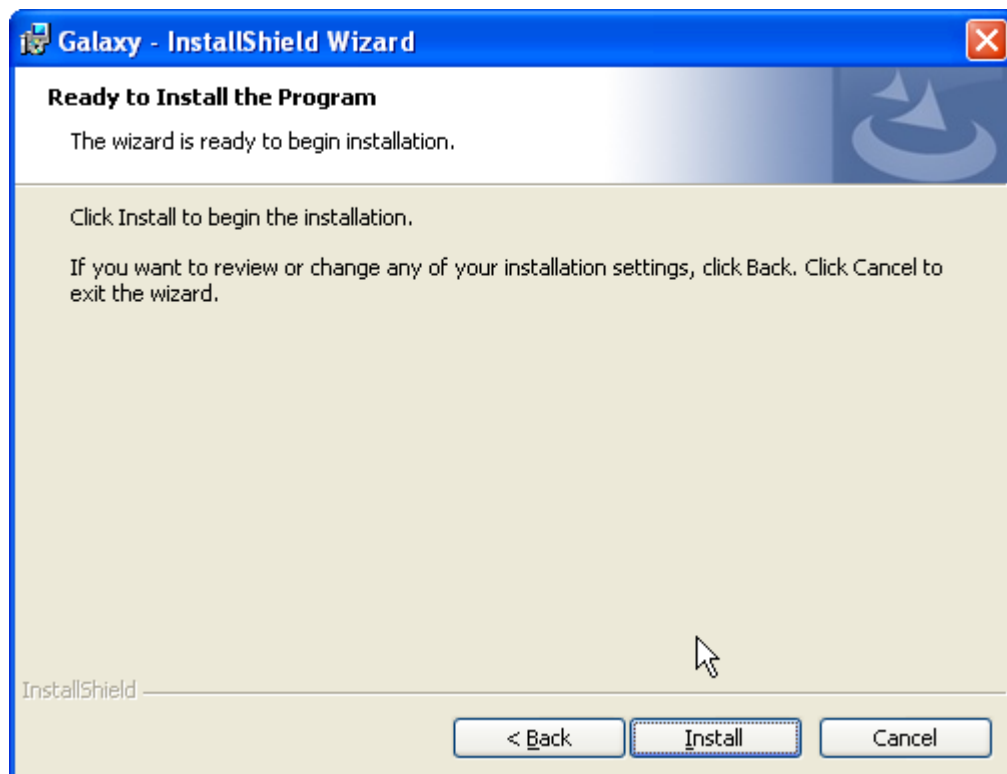 Galaxy - InstallShield Wizard
Ready to Install the Program
The wizard is ready to begin installation.
Click Install to begin the installation.
If you want to review or change any of your installation settings, click Back. Click Cancel to
exit the wizard.
InstallShield
< Back Install Cancel